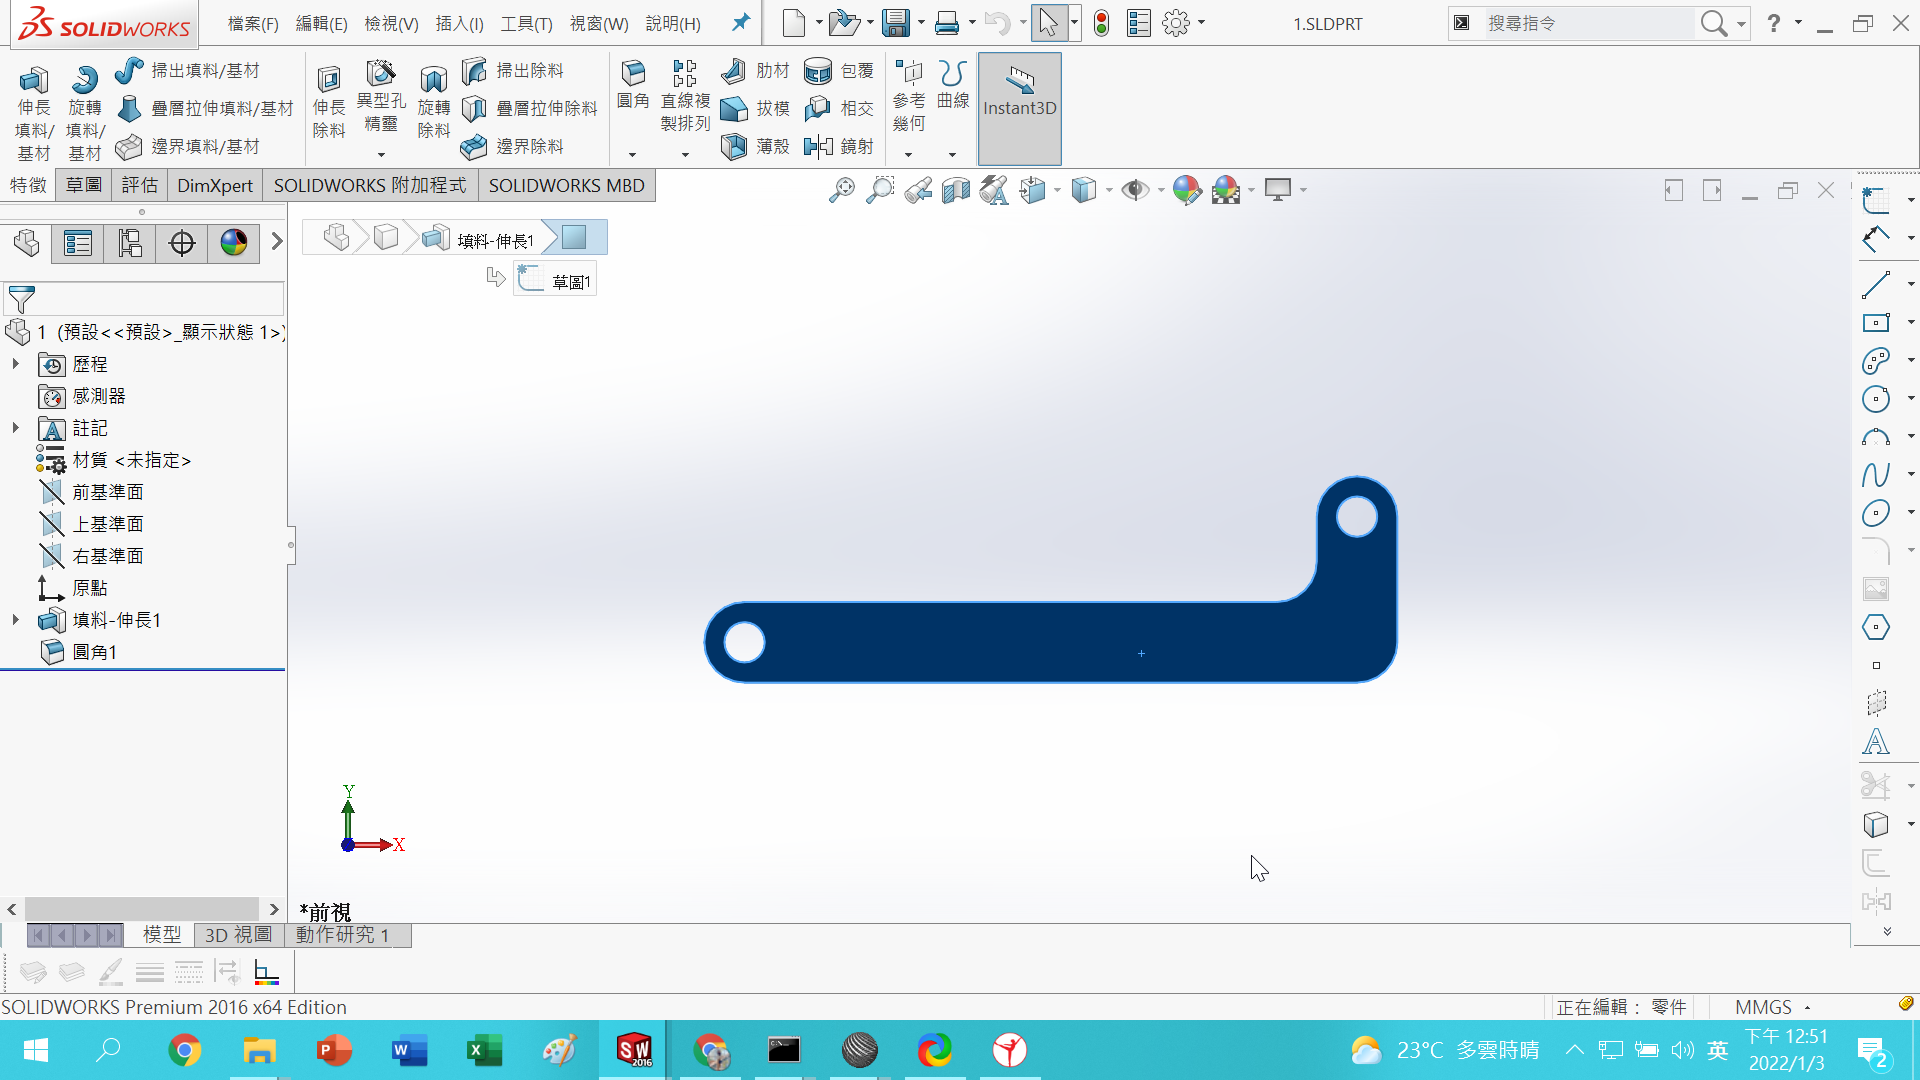 SOLIDWORKS
檔案(F) 編輯(E) 檢視(V) 插入(I) 工具(T) 視窗(W) 說明(H)
1.SLDPRT
搜尋指令
伸長填料/基材
旋轉填料/基材
掃出填料/基材
疊層拉伸填料/基材
邊界填料/基材
伸長除料
異型孔精靈
旋轉除料
掃出除料
疊層拉伸除料
邊界除料
圓角
直線複製排列
肋材
拔模
薄殼
包覆
相交
鏡射
參考幾何
曲線
Instant3D
特徵 草圖 評估 DimXpert SOLIDWORKS 附加程式 SOLIDWORKS MBD
填料-伸長1
草圖1
1 (預設<<預設>_顯示狀態 1>)
歷程
感測器
註記
材質 <未指定>
前基準面
上基準面
右基準面
原點
填料-伸長1
圓角1
Y
X
*前視
模型 3D 視圖 動作研究 1
SOLIDWORKS Premium 2016 x64 Edition
正在編輯： 零件
MMGS
23°C 多雲時晴
英
下午 12:51
2022/1/3
2